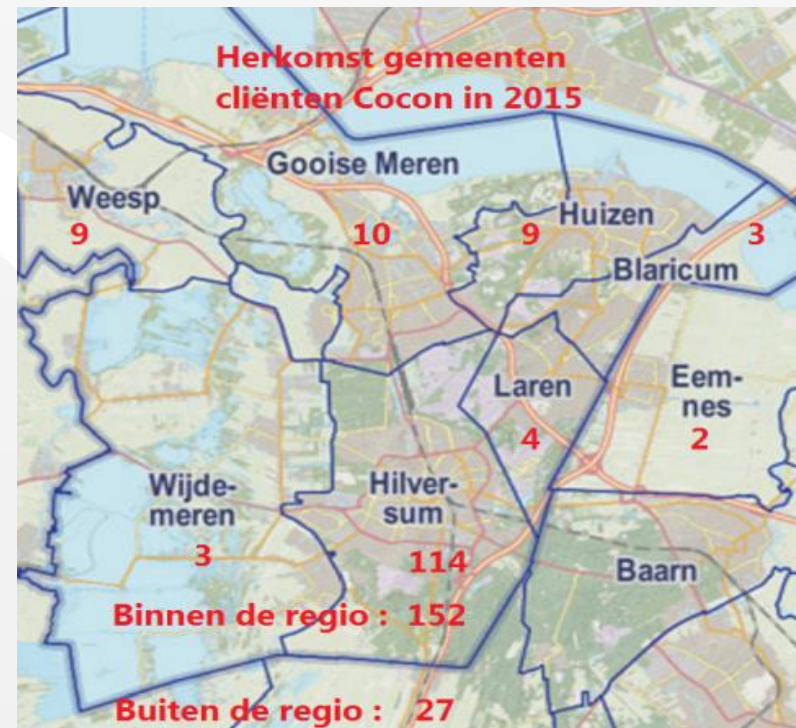 Herkomst gemeenten
cliënten Cocon in 2015
Gooise Meren
Weesp
9
10
Huizen
9
3
Blaricum
Laren
4
Eem-
nes
2
Wijde-
meren
3
Hilver-
sum
114
Baarn
Binnen de regio : 152
Buiten de regio : 27